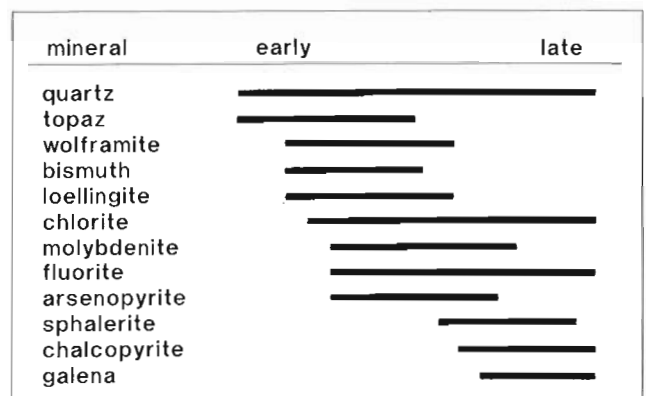 mineral early late
quartz
topaz
wolframite
bismuth
loellingite
chlorite
molybdenite
fluorite
arsenopyrite
sphalerite
chalcopyrite
galena